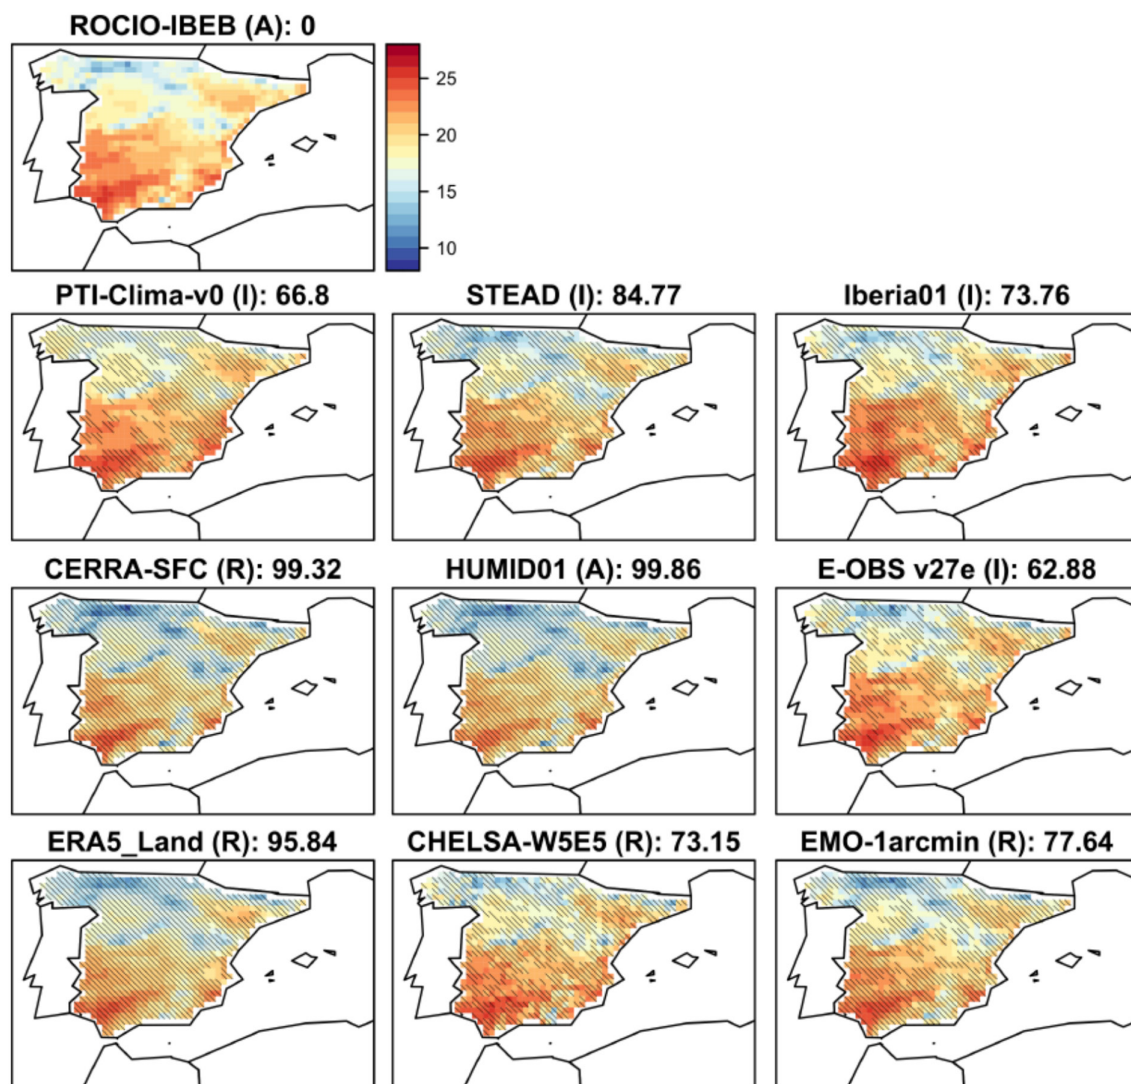 ROCIO-IBEB (A): 0
25
20
15
10
PTI-Clima-v0 (I): 66.8
STEAD (I): 84.77
Iberia01 (I): 73.76
CERRA-SFC (R): 99.32
HUMID01 (A): 99.86
E-OBS v27e (I): 62.88
ERA5_Land (R): 95.84
CHELSA-W5E5 (R): 73.15
EMO-1arcmin (R): 77.64